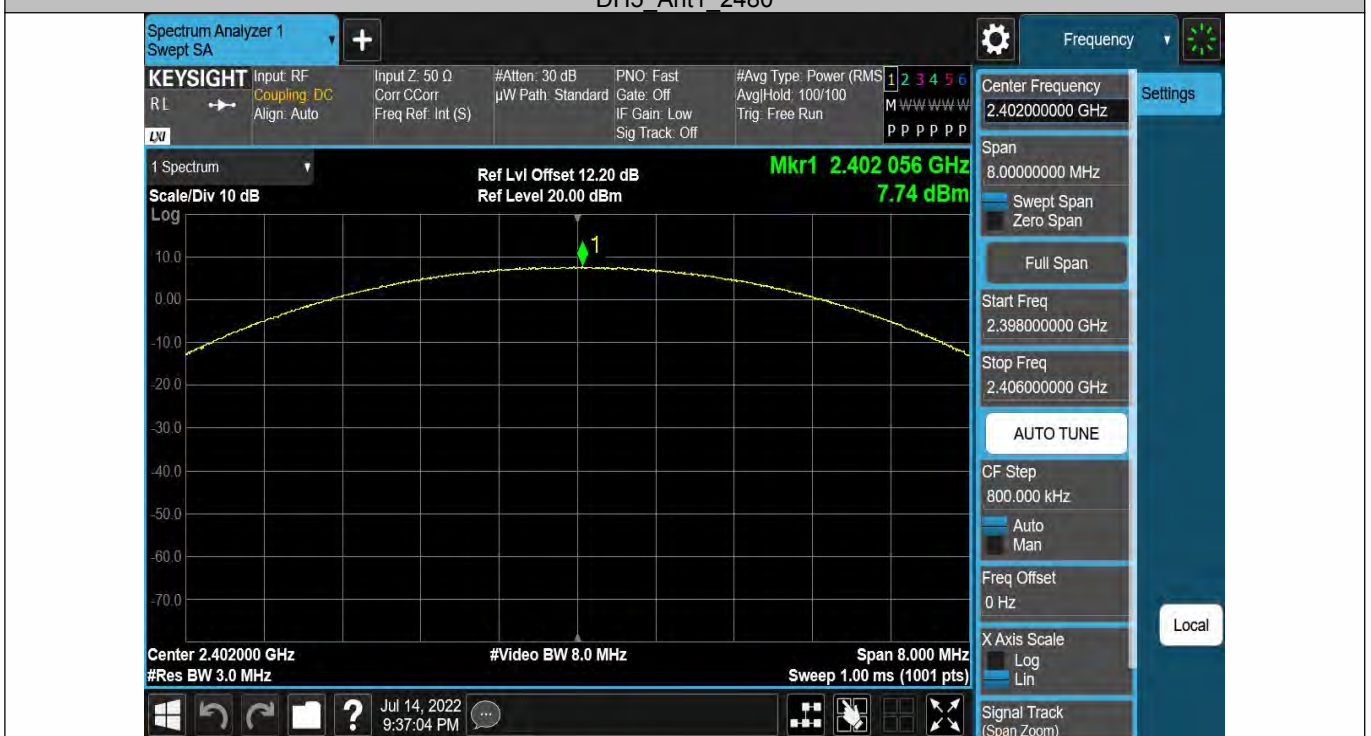 DH5_Ant1_2480
Spectrum Analyzer 1
Swept SA
Frequency
KEYSIGHT
RL
LXI
Input: RF
Coupling: DC
Align: Auto
Input Z: 50 Ω
Corr CCorr
Freq Ref: Int (S)
#Atten: 30 dB
µW Path: Standard
PNO: Fast
Gate: Off
IF Gain: Low
Sig Track: Off
#Avg Type: Power (RMS
Avg|Hold: 100/100
Trig: Free Run
1 2 3 4 5 6
M W W W W W
P P P P P P
1 Spectrum
Scale/Div 10 dB
Log
Ref Lvl Offset 12.20 dB
Ref Level 20.00 dBm
Mkr1 2.402 056 GHz
7.74 dBm
1
10.0
0.00
-10.0
-20.0
-30.0
-40.0
-50.0
-60.0
-70.0
Center 2.402000 GHz
#Res BW 3.0 MHz
#Video BW 8.0 MHz
Span 8.000 MHz
Sweep 1.00 ms (1001 pts)
Center Frequency
2.402000000 GHz
Settings
Span
8.00000000 MHz
Swept Span
Zero Span
Full Span
Start Freq
2.398000000 GHz
Stop Freq
2.406000000 GHz
AUTO TUNE
CF Step
800.000 kHz
Auto
Man
Freq Offset
0 Hz
X Axis Scale
Log
Lin
Local
Signal Track
(Span Zoom)
?
Jul 14, 2022
9:37:04 PM